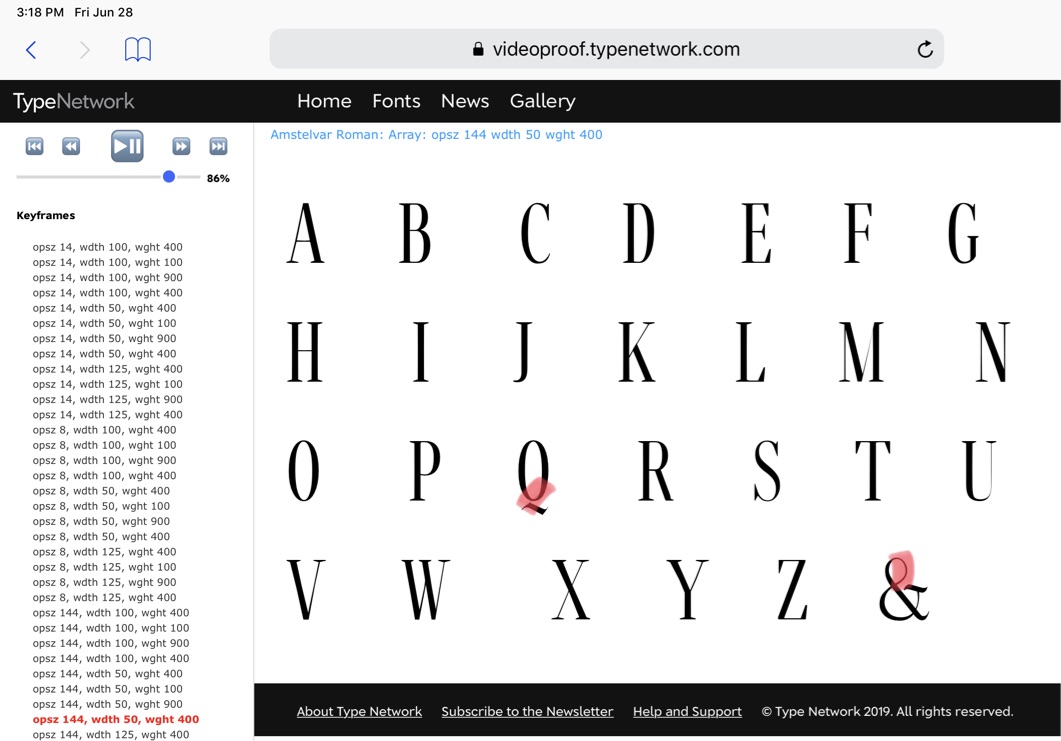 3:18 PM Fri Jun 28
videoproof.typenetwork.com
TypeNetwork
Home Fonts News Gallery
86%
Keyframes
opsz 14, wdth 100, wght 400
opsz 14, wdth 100, wght 100
opsz 14, wdth 100, wght 900
opsz 14, wdth 100, wght 400
opsz 14, wdth 50, wght 400
opsz 14, wdth 50, wght 100
opsz 14, wdth 50, wght 900
opsz 14, wdth 50, wght 400
opsz 14, wdth 125, wght 400
opsz 14, wdth 125, wght 100
opsz 14, wdth 125, wght 900
opsz 14, wdth 125, wght 400
opsz 8, wdth 100, wght 400
opsz 8, wdth 100, wght 100
opsz 8, wdth 100, wght 900
opsz 8, wdth 100, wght 400
opsz 8, wdth 50, wght 400
opsz 8, wdth 50, wght 100
opsz 8, wdth 50, wght 900
opsz 8, wdth 50, wght 400
opsz 8, wdth 125, wght 400
opsz 8, wdth 125, wght 100
opsz 8, wdth 125, wght 900
opsz 8, wdth 125, wght 400
opsz 144, wdth 100, wght 400
opsz 144, wdth 100, wght 100
opsz 144, wdth 100, wght 900
opsz 144, wdth 100, wght 400
opsz 144, wdth 50, wght 400
opsz 144, wdth 50, wght 100
opsz 144, wdth 50, wght 900
opsz 144, wdth 50, wght 400
opsz 144, wdth 125, wght 400
Amstelvar Roman: Array: opsz 144 wdth 50 wght 400
A B C D E F G
H I J K L M N
O P Q R S T U
V W X Y Z &
About Type Network Subscribe to the Newsletter Help and Support © Type Network 2019. All rights reserved.